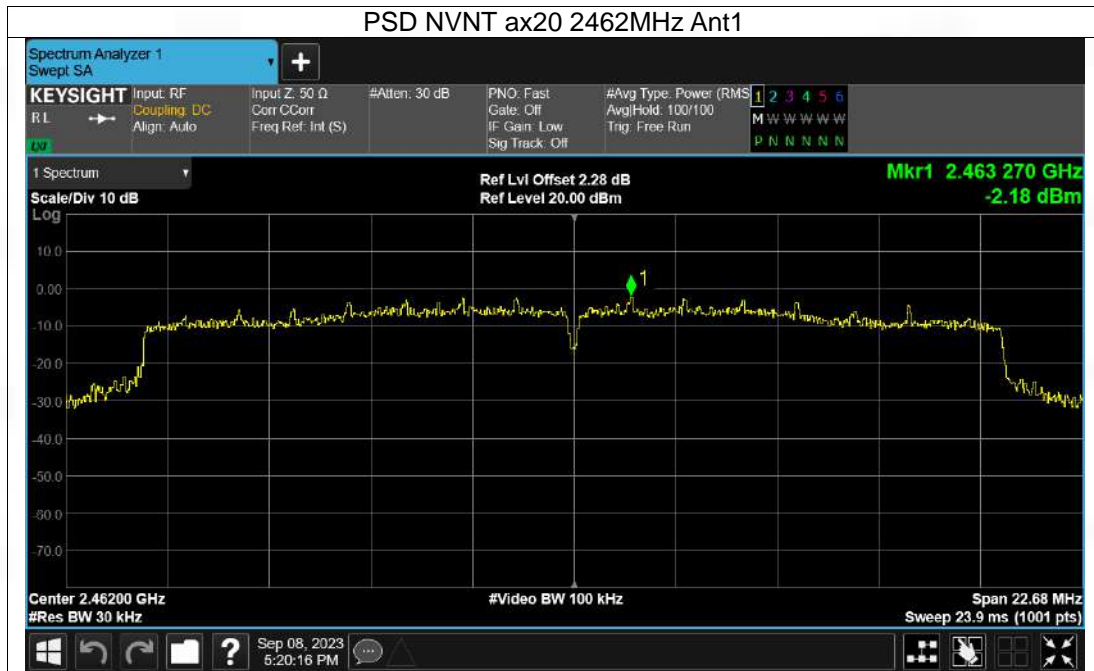 PSD NVNT ax20 2462MHz Ant1
Spectrum Analyzer 1
Swept SA
+
KEYSIGHT
R L
LXI
Input: RF
Coupling: DC
Align: Auto
Input Z: 50 Ω
Corr CCorr
Freq Ref: Int (S)
#Atten: 30 dB
PNO: Fast
Gate: Off
IF Gain: Low
Sig Track: Off
#Avg Type: Power (RMS
Avg|Hold: 100/100
Trig: Free Run
1 2 3 4 5 6
M W W W W W
P N N N N N
1 Spectrum
Scale/Div 10 dB
Log
Ref Lvl Offset 2.28 dB
Ref Level 20.00 dBm
Mkr1 2.463 270 GHz
-2.18 dBm
10.0
0.00
-10.0
-20.0
-30.0
-40.0
-50.0
-60.0
-70.0
1
Center 2.46200 GHz
#Res BW 30 kHz
#Video BW 100 kHz
Span 22.68 MHz
Sweep 23.9 ms (1001 pts)
?
Sep 08, 2023
5:20:16 PM